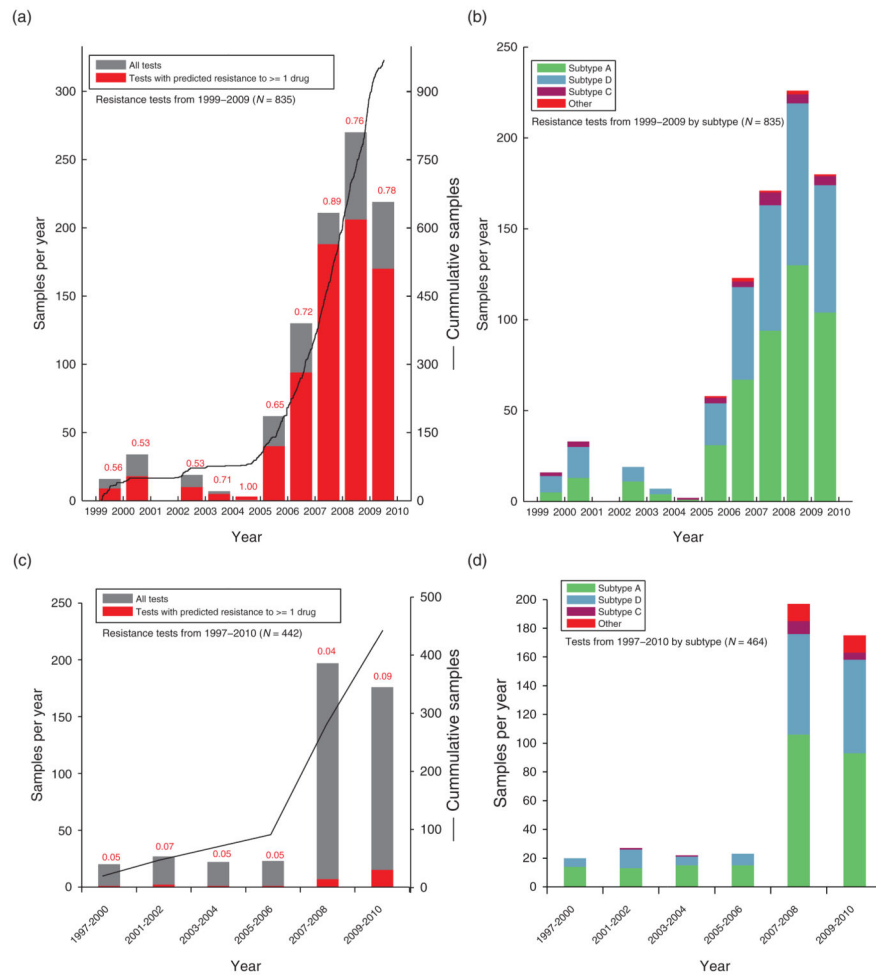 (a)
All tests
Tests with predicted resistance to >= 1 drug
Resistance tests from 1999–2009 (N = 835)
300
250
200
150
100
50
0
Samples per year
900
750
600
450
300
150
0
Cummulative samples
0.56
0.53
0.53
0.71
1.00
0.65
0.72
0.89
0.76
0.78
1999 2000 2001 2002 2003 2004 2005 2006 2007 2008 2009 2010
Year
(b)
Subtype A
Subtype D
Subtype C
Other
Resistance tests from 1999–2009 by subtype (N = 835)
250
200
150
100
50
0
Samples per year
1999 2000 2001 2002 2003 2004 2005 2006 2007 2008 2009 2010
Year
(c)
All tests
Tests with predicted resistance to >= 1 drug
Resistance tests from 1997–2010 (N = 442)
250
200
150
100
50
0
Samples per year
500
400
300
200
100
0
Cummulative samples
0.05
0.07
0.05
0.05
0.04
0.09
1997-2000
2001-2002
2003-2004
2005-2006
2007-2008
2009-2010
Year
(d)
Subtype A
Subtype D
Subtype C
Other
Tests from 1997–2010 by subtype (N = 464)
200
180
160
140
120
100
80
60
40
20
0
Samples per year
1997-2000
2001-2002
2003-2004
2005-2006
2007-2008
2009-2010
Year